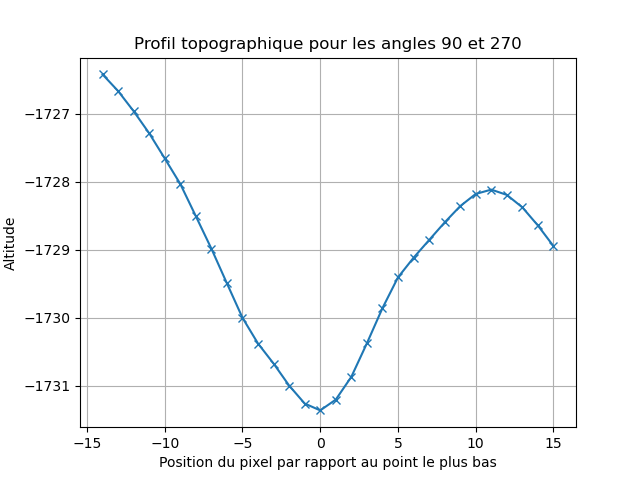 Profil topographique pour les angles 90 et 270
Altitude
−1727
−1728
−1729
−1730
−1731
−15 −10 −5 0 5 10 15
Position du pixel par rapport au point le plus bas